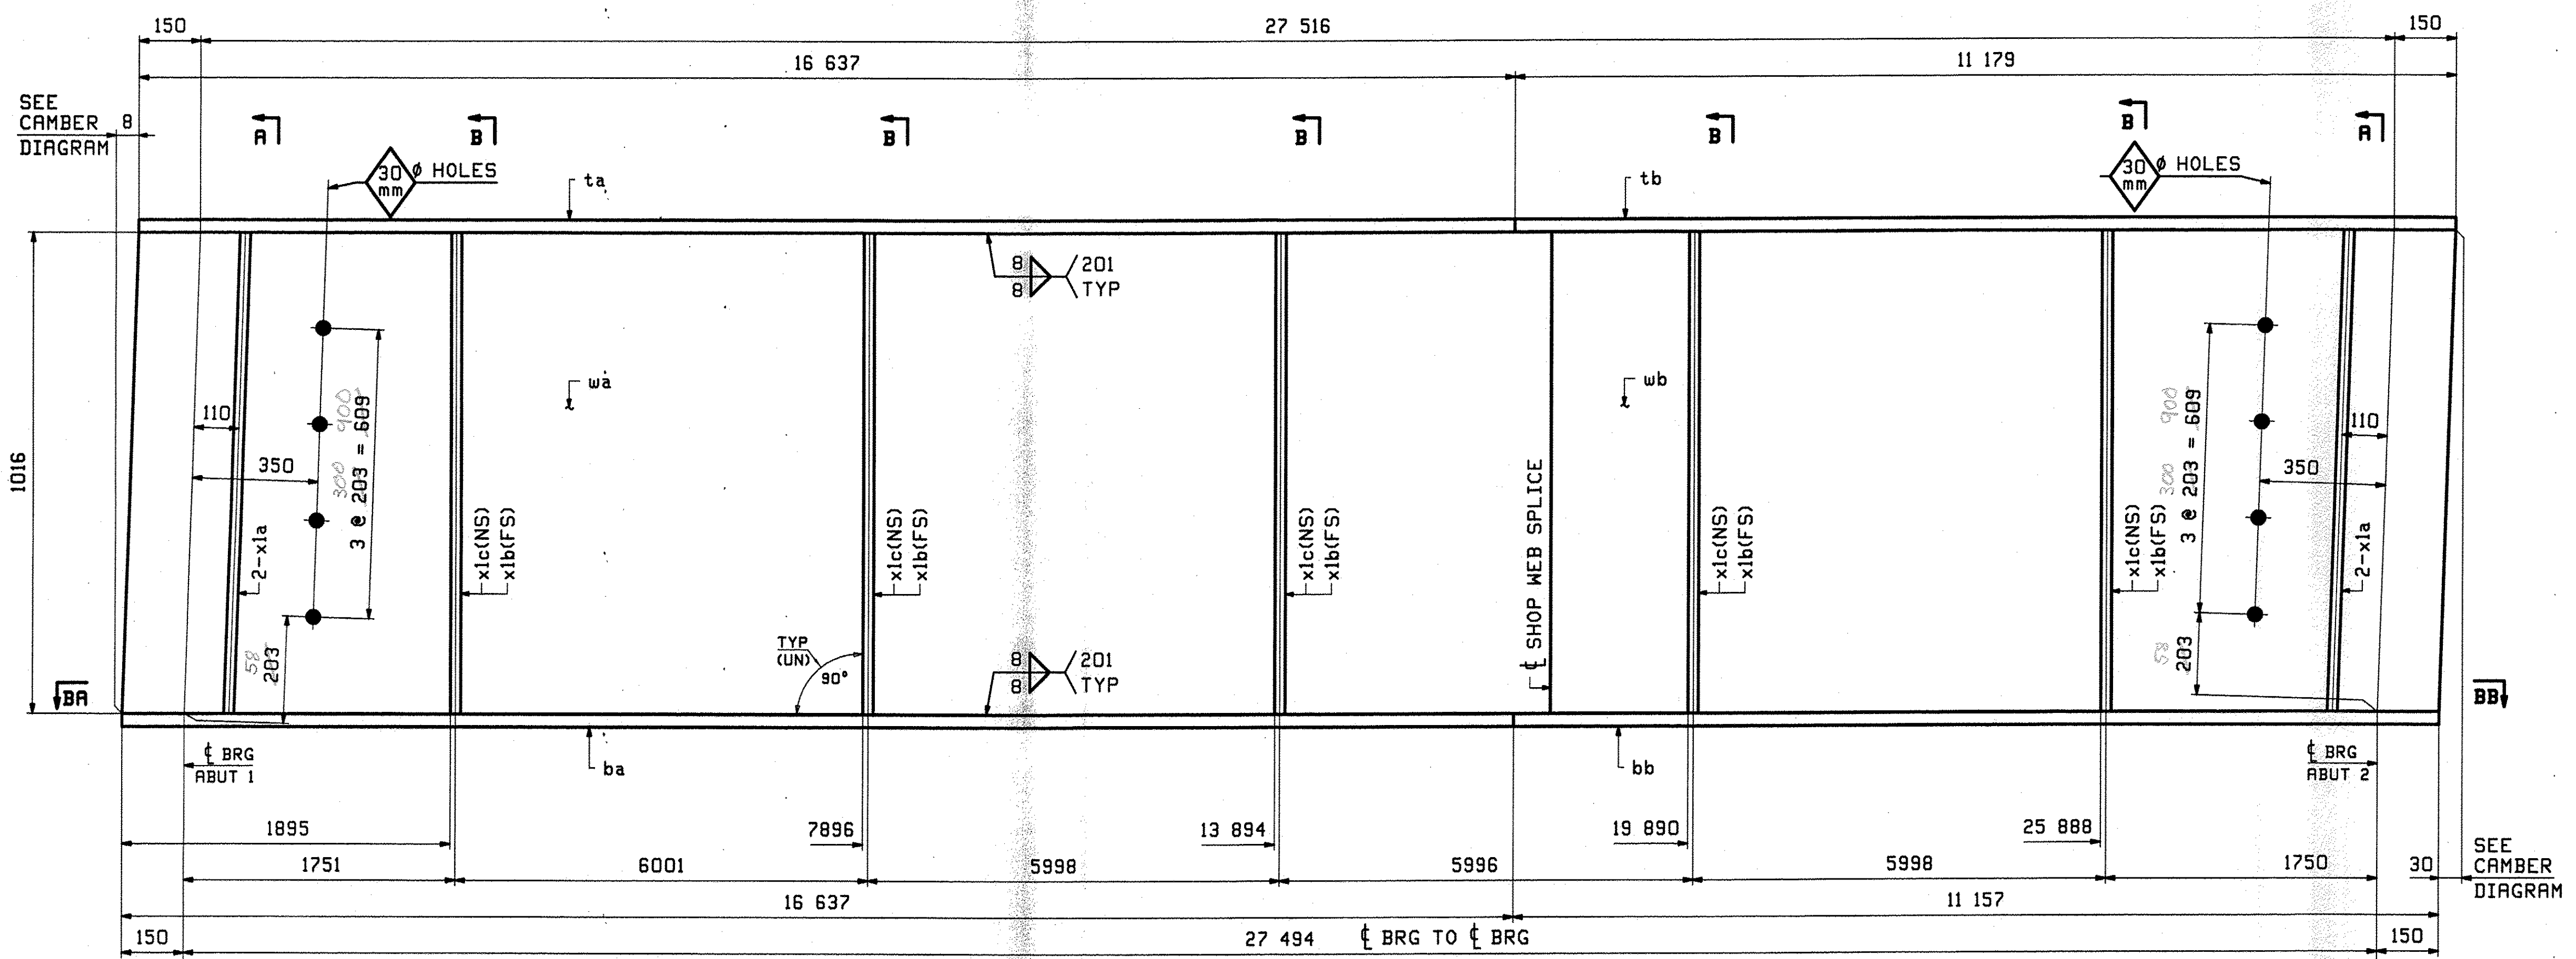 150
27 516
150
16 637
11 179
SEE
CAMBER
DIAGRAM
8
A
B
B
B
B
B
A
30
mm
ϕ HOLES
30
mm
ϕ HOLES
ta
tb
8
8
201
TYP
wa
wb
1016
110
350
3 @ 203 = 609
300 900
203
58
2-x1a
x1c(NS)
x1b(FS)
x1c(NS)
x1b(FS)
x1c(NS)
x1b(FS)
℄ SHOP WEB SPLICE
x1c(NS)
x1b(FS)
x1c(NS)
x1b(FS)
300 900
3 @ 203 = 609
58
203
110
350
2-x1a
TYP
(UN)
90°
8
8
201
TYP
BA
BB
℄ BRG
ABUT 1
ba
bb
℄ BRG
ABUT 2
1895
7896
13 894
19 890
25 888
1751
6001
5998
5996
5998
1750
30
SEE
CAMBER
DIAGRAM
16 637
11 157
150
27 494 ℄ BRG TO ℄ BRG
150